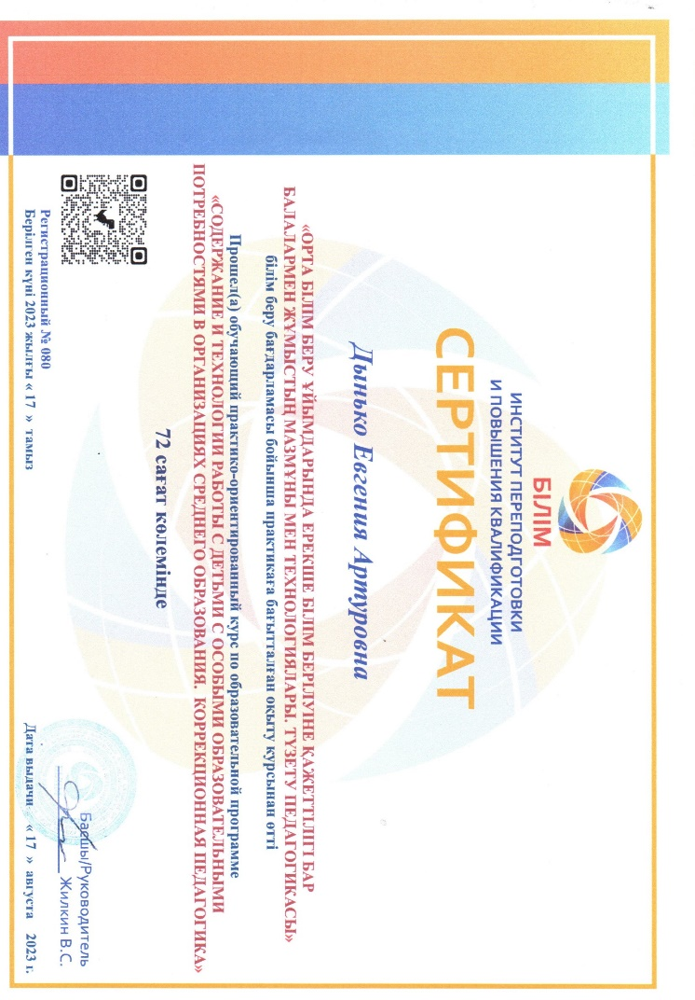 БІЛІМ
ИНСТИТУТ ПЕРЕПОДГОТОВКИ
И ПОВЫШЕНИЯ КВАЛИФИКАЦИИ
СЕРТИФИКАТ
Дынько Евгения Артуровна
«ОРТА БІЛІМ БЕРУ ҰЙЫМДАРЫНДА ЕРЕКШЕ БІЛІМ БЕРІЛУІНЕ ҚАЖЕТТІЛІГІ БАР
БАЛАЛАРМЕН ЖҰМЫСТЫҢ МАЗМҰНЫ МЕН ТЕХНОЛОГИЯЛАРЫ. ТҮЗЕТУ ПЕДАГОГИКАСЫ»
білім беру бағдарламасы бойынша практикаға бағытталған оқыту курсынан өтті
Прошел(а) обучающий практико-ориентированный курс по образовательной программе
«СОДЕРЖАНИЕ И ТЕХНОЛОГИИ РАБОТЫ С ДЕТЬМИ С ОСОБЫМИ ОБРАЗОВАТЕЛЬНЫМИ
ПОТРЕБНОСТЯМИ В ОРГАНИЗАЦИЯХ СРЕДНЕГО ОБРАЗОВАНИЯ. КОРРЕКЦИОННАЯ ПЕДАГОГИКА»
72 сағат көлемінде
Басшы/Руководитель
Жилкин В.С.
Регистрационный № 080
Берілген күні 2023 жылғы « 17 » тамыз
Дата выдачи « 17 » августа 2023 г.